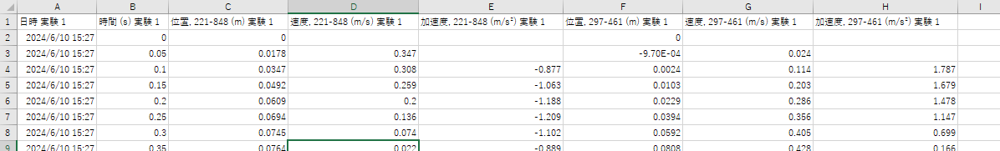 A B C D E F G H I
1 日時 実験 1 時間 (s) 実験 1 位置, 221-848 (m) 実験 1 速度, 221-848 (m/s) 実験 1 加速度, 221-848 (m/s²) 実験 1 位置, 297-461 (m) 実験 1 速度, 297-461 (m/s) 実験 1 加速度, 297-461 (m/s²) 実験 1
2 2024/6/10 15:27 0 0 0
3 2024/6/10 15:27 0.05 0.0178 0.347 -9.70E-04 0.024
4 2024/6/10 15:27 0.1 0.0347 0.308 -0.877 0.0024 0.114 1.787
5 2024/6/10 15:27 0.15 0.0492 0.259 -1.063 0.0103 0.203 1.679
6 2024/6/10 15:27 0.2 0.0609 0.2 -1.188 0.0229 0.286 1.478
7 2024/6/10 15:27 0.25 0.0694 0.136 -1.209 0.0394 0.356 1.147
8 2024/6/10 15:27 0.3 0.0745 0.074 -1.102 0.0592 0.405 0.699
9 2024/6/10 15:27 0.35 0.0764 0.022 -0.889 0.0808 0.428 0.166